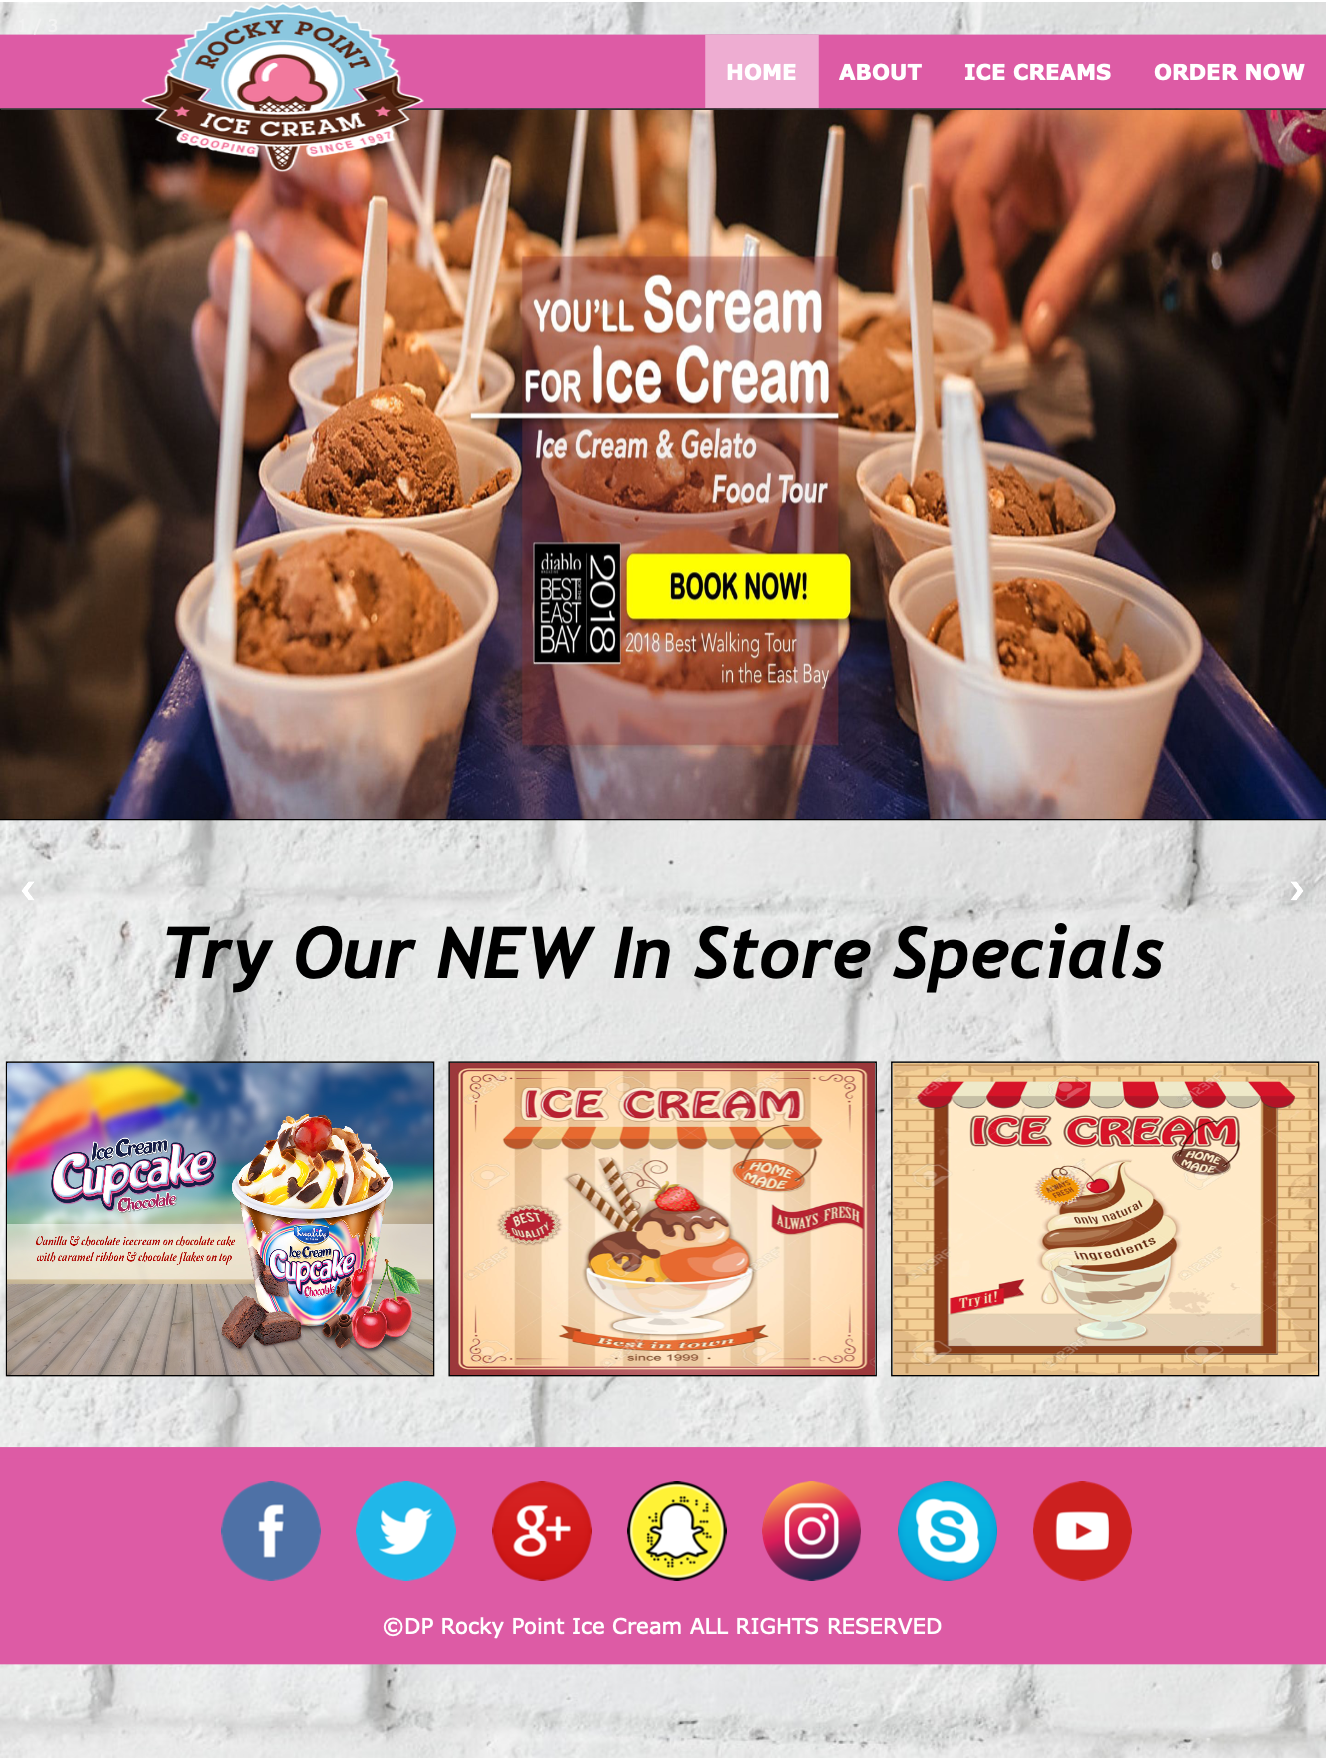 ROCKY POINT
ICE CREAM
SCOOPING SINCE 1997
HOME ABOUT ICE CREAMS ORDER NOW
YOU'LL Scream
FOR Ice Cream
Ice Cream & Gelato
Food Tour
diablo
BEST
EAST
BAY
2018
BOOK NOW!
2018 Best Walking Tour
in the East Bay
‹ ›
Try Our NEW In Store Specials
Ice Cream
Cupcake
Chocolate
Vanilla & chocolate icecream on chocolate cake
with caramel ribbon & chocolate flakes on top
Kwality
Ice Cream
Cupcake
Chocolate
ICE CREAM
HOME
MADE
BEST
QUALITY
ALWAYS FRESH
Best in town
· since 1999 ·
ICE CREAM
HOME
MADE
ALWAYS
FRESH
only natural
ingredients
Try it!
f
g+
S
©DP Rocky Point Ice Cream ALL RIGHTS RESERVED